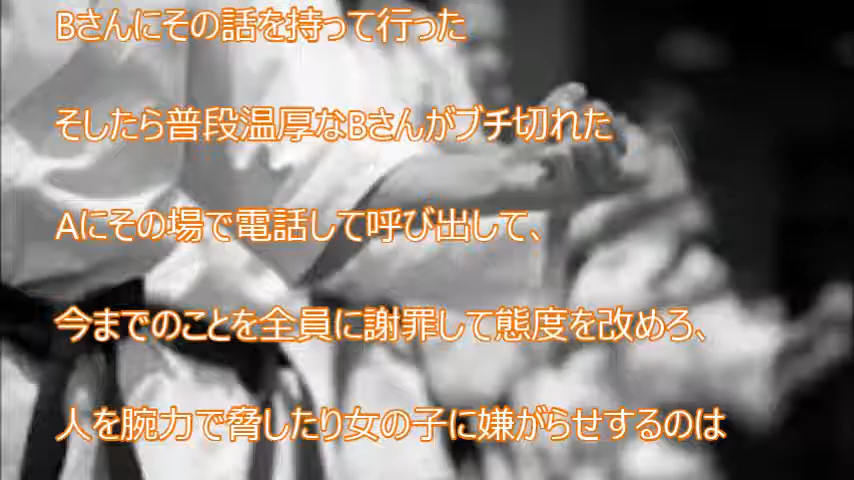 Bさんにその話を持って行った
そしたら普段温厚なBさんがブチ切れた
Aにその場で電話して呼び出して、
今までのことを全員に謝罪して態度を改めろ、
人を腕力で脅したり女の子に嫌がらせするのは